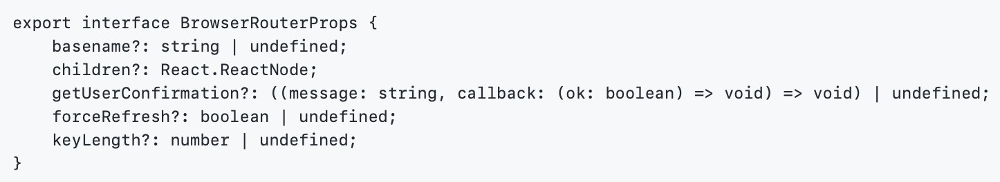 export interface BrowserRouterProps {
    basename?: string | undefined;
    children?: React.ReactNode;
    getUserConfirmation?: ((message: string, callback: (ok: boolean) => void) => void) | undefined;
    forceRefresh?: boolean | undefined;
    keyLength?: number | undefined;
}